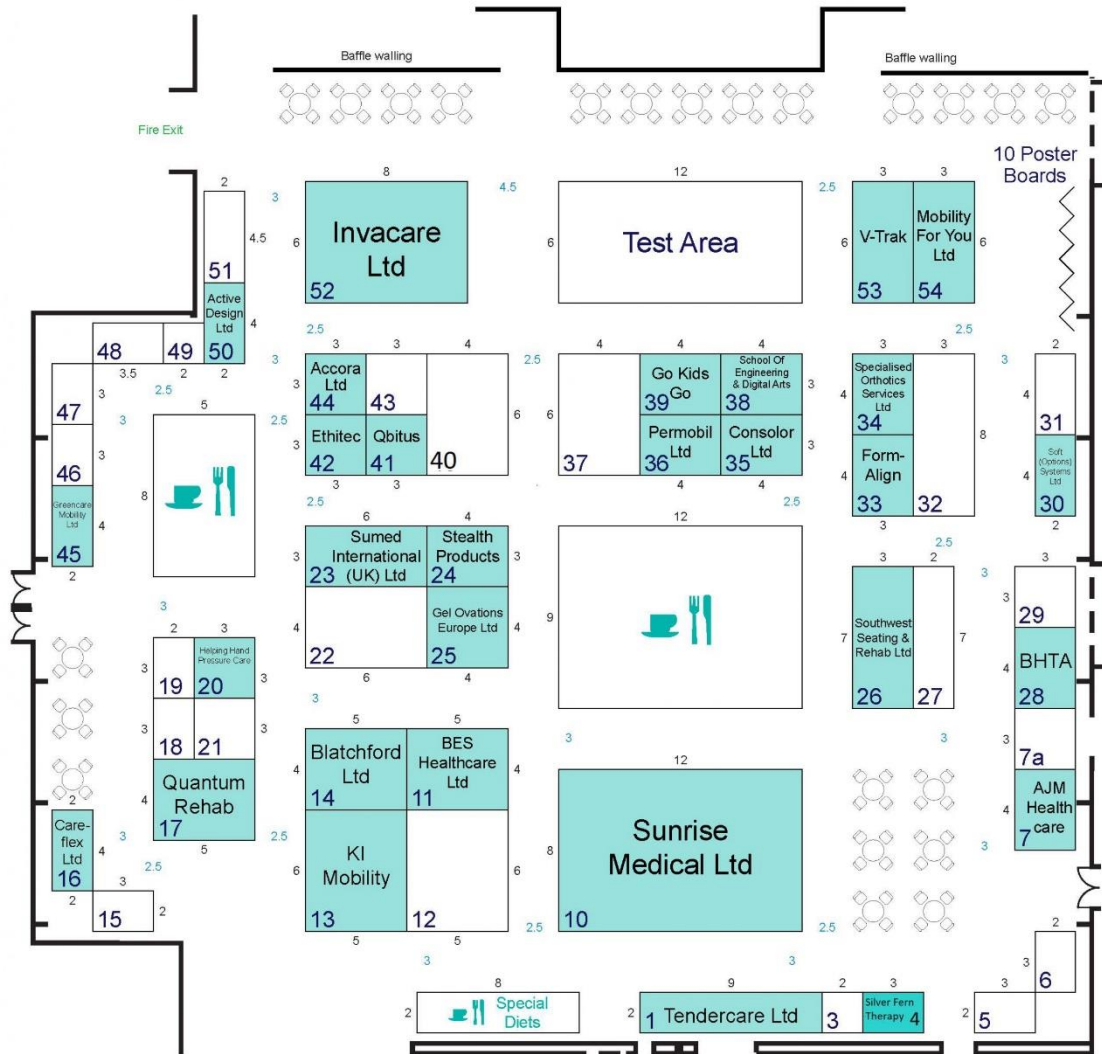 Baffle walling
Baffle walling
Fire Exit
10 Poster
Boards
2
3
8
4.5
12
2.5
3
3
4.5
51
6
Invacare
Ltd
52
6
Test Area
6
V-Trak
53
Mobility
For You
Ltd
54
6
Active
Design
Ltd
50
4
48
49
3.5
2
2
2.5
2.5
3
3
3
4
2.5
4
4
4
3
3
2.5
2
47
3
3
2.5
5
3
Accora
Ltd
44
43
6
40
3
Ethitec
42
Qbitus
41
3
3
6
37
Go Kids
Go
39
School Of
Engineering
& Digital Arts
38
3
Permobil
Ltd
36
Consolor
Ltd
35
3
4
4
4
Specialised
Orthotics
Services
Ltd
34
8
4
Form-
Align
33
32
3
4
31
4
Soft
(Options)
Systems
Ltd
30
2
46
3
Greencare
Mobility
Ltd
45
4
2
8
3
2.5
6
4
12
2.5
2.5
3
Sumed
International
(UK) Ltd
23
Stealth
Products
24
3
4
22
Gel Ovations
Europe Ltd
25
4
6
4
9
3
2
3
3
7
Southwest
Seating &
Rehab Ltd
26
27
7
3
29
4
BHTA
28
3
7a
4
AJM
Health
care
7
3
3
2
3
3
19
Helping Hand
Pressure Care
20
3
3
18
21
3
4
Quantum
Rehab
17
5
2.5
3
5
5
4
Blatchford
Ltd
14
BES
Healthcare
Ltd
11
4
6
KI
Mobility
13
12
6
5
5
3
12
8
Sunrise
Medical Ltd
10
2.5
2.5
2
Care-
flex
Ltd
16
4
3
2.5
2
3
15
2
2
3
6
3
2
5
3
8
2
Special
Diets
3
9
2
3
2
1
Tendercare Ltd
3
Silver Fern
Therapy
4